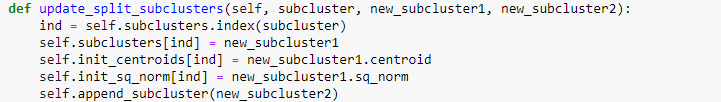 def update_split_subclusters(self, subcluster, new_subcluster1, new_subcluster2):
    ind = self.subclusters.index(subcluster)
    self.subclusters[ind] = new_subcluster1
    self.init_centroids[ind] = new_subcluster1.centroid
    self.init_sq_norm[ind] = new_subcluster1.sq_norm
    self.append_subcluster(new_subcluster2)